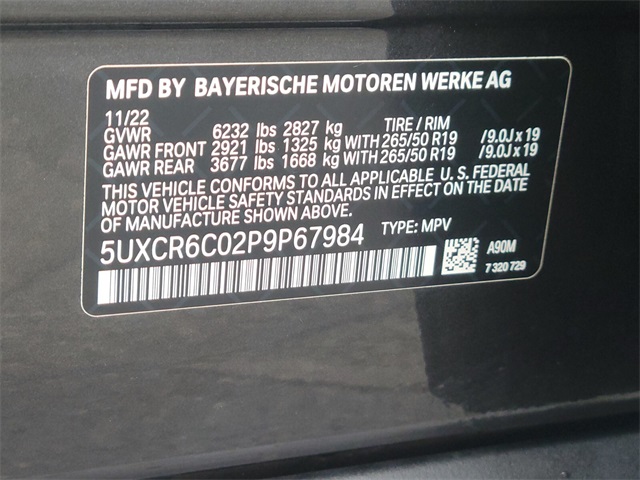 MFD BY BAYERISCHE MOTOREN WERKE AG
11/22
GVWR 6232 lbs 2827 kg TIRE / RIM
GAWR FRONT 2921 lbs 1325 kg WITH 265/50 R19 /9.0J x 19
GAWR REAR 3677 lbs 1668 kg WITH 265/50 R19 /9.0J x 19
THIS VEHICLE CONFORMS TO ALL APPLICABLE U.S. FEDERAL
MOTOR VEHICLE SAFETY STANDARDS IN EFFECT ON THE DATE
OF MANUFACTURE SHOWN ABOVE.
5UXCR6C02P9P67984 TYPE: MPV
A90M
7 320 729